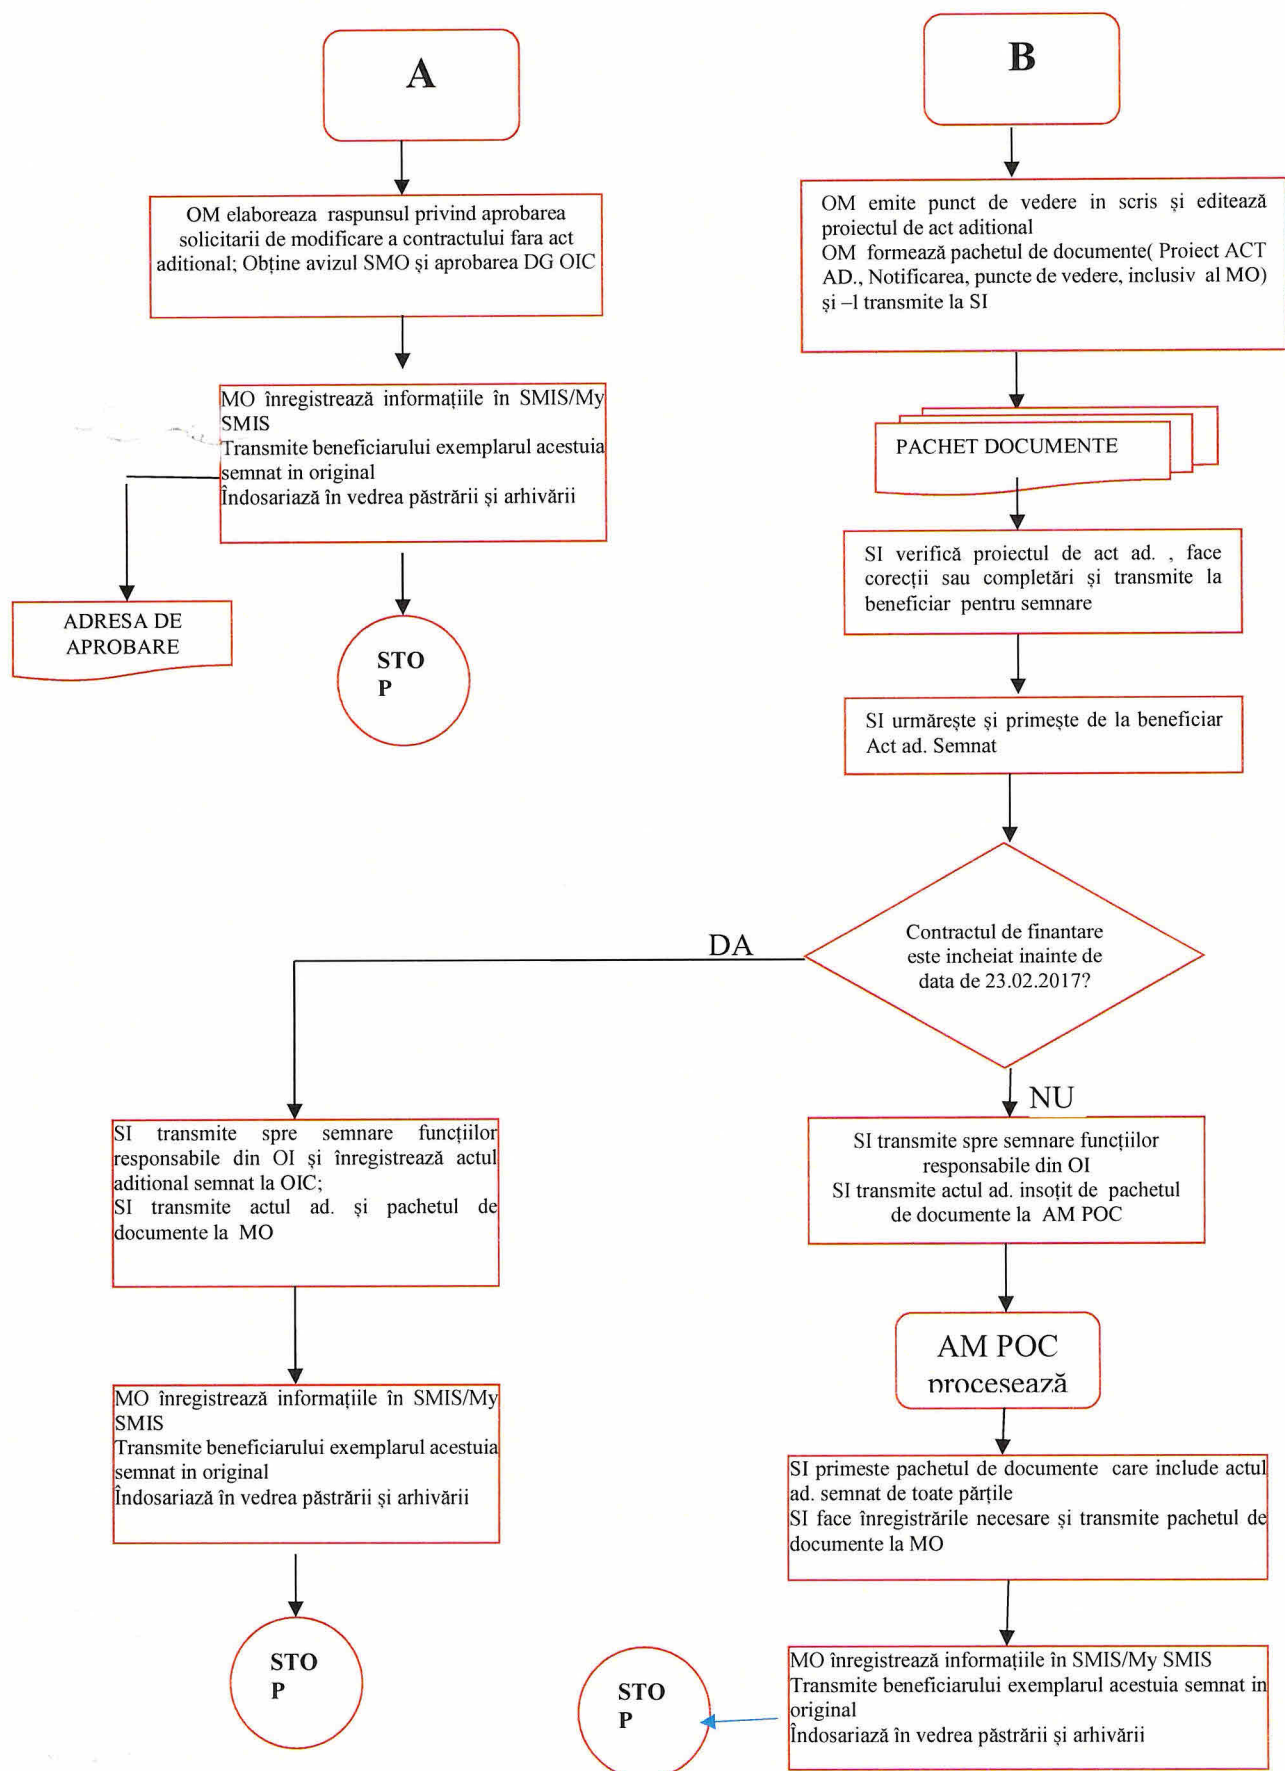 A
OM elaboreaza raspunsul privind aprobarea
solicitarii de modificare a contractului fara act
aditional; Obține avizul SMO și aprobarea DG OIC
MO înregistrează informațiile în SMIS/My
SMIS
Transmite beneficiarului exemplarul acestuia
semnat in original
Îndosariază în vedrea păstrării și arhivării
ADRESA DE
APROBARE
STO
P
B
OM emite punct de vedere in scris și editează
proiectul de act aditional
OM formează pachetul de documente( Proiect ACT
AD., Notificarea, puncte de vedere, inclusiv al MO)
și –l transmite la SI
PACHET DOCUMENTE
SI verifică proiectul de act ad. , face
corecții sau completări și transmite la
beneficiar pentru semnare
SI urmărește și primește de la beneficiar
Act ad. Semnat
Contractul de finantare
este incheiat inainte de
data de 23.02.2017?
DA
SI transmite spre semnare funcțiilor
responsabile din OI și înregistrează actul
aditional semnat la OIC;
SI transmite actul ad. și pachetul de
documente la MO
MO înregistrează informațiile în SMIS/My
SMIS
Transmite beneficiarului exemplarul acestuia
semnat in original
Îndosariază în vedrea păstrării și arhivării
STO
P
NU
SI transmite spre semnare funcțiilor
responsabile din OI
SI transmite actul ad. insoțit de pachetul
de documente la AM POC
AM POC
procesează
SI primeste pachetul de documente care include actul
ad. semnat de toate părțile
SI face înregistrările necesare și transmite pachetul de
documente la MO
MO înregistrează informațiile în SMIS/My SMIS
Transmite beneficiarului exemplarul acestuia semnat in
original
Îndosariază în vedrea păstrării și arhivării
STO
P